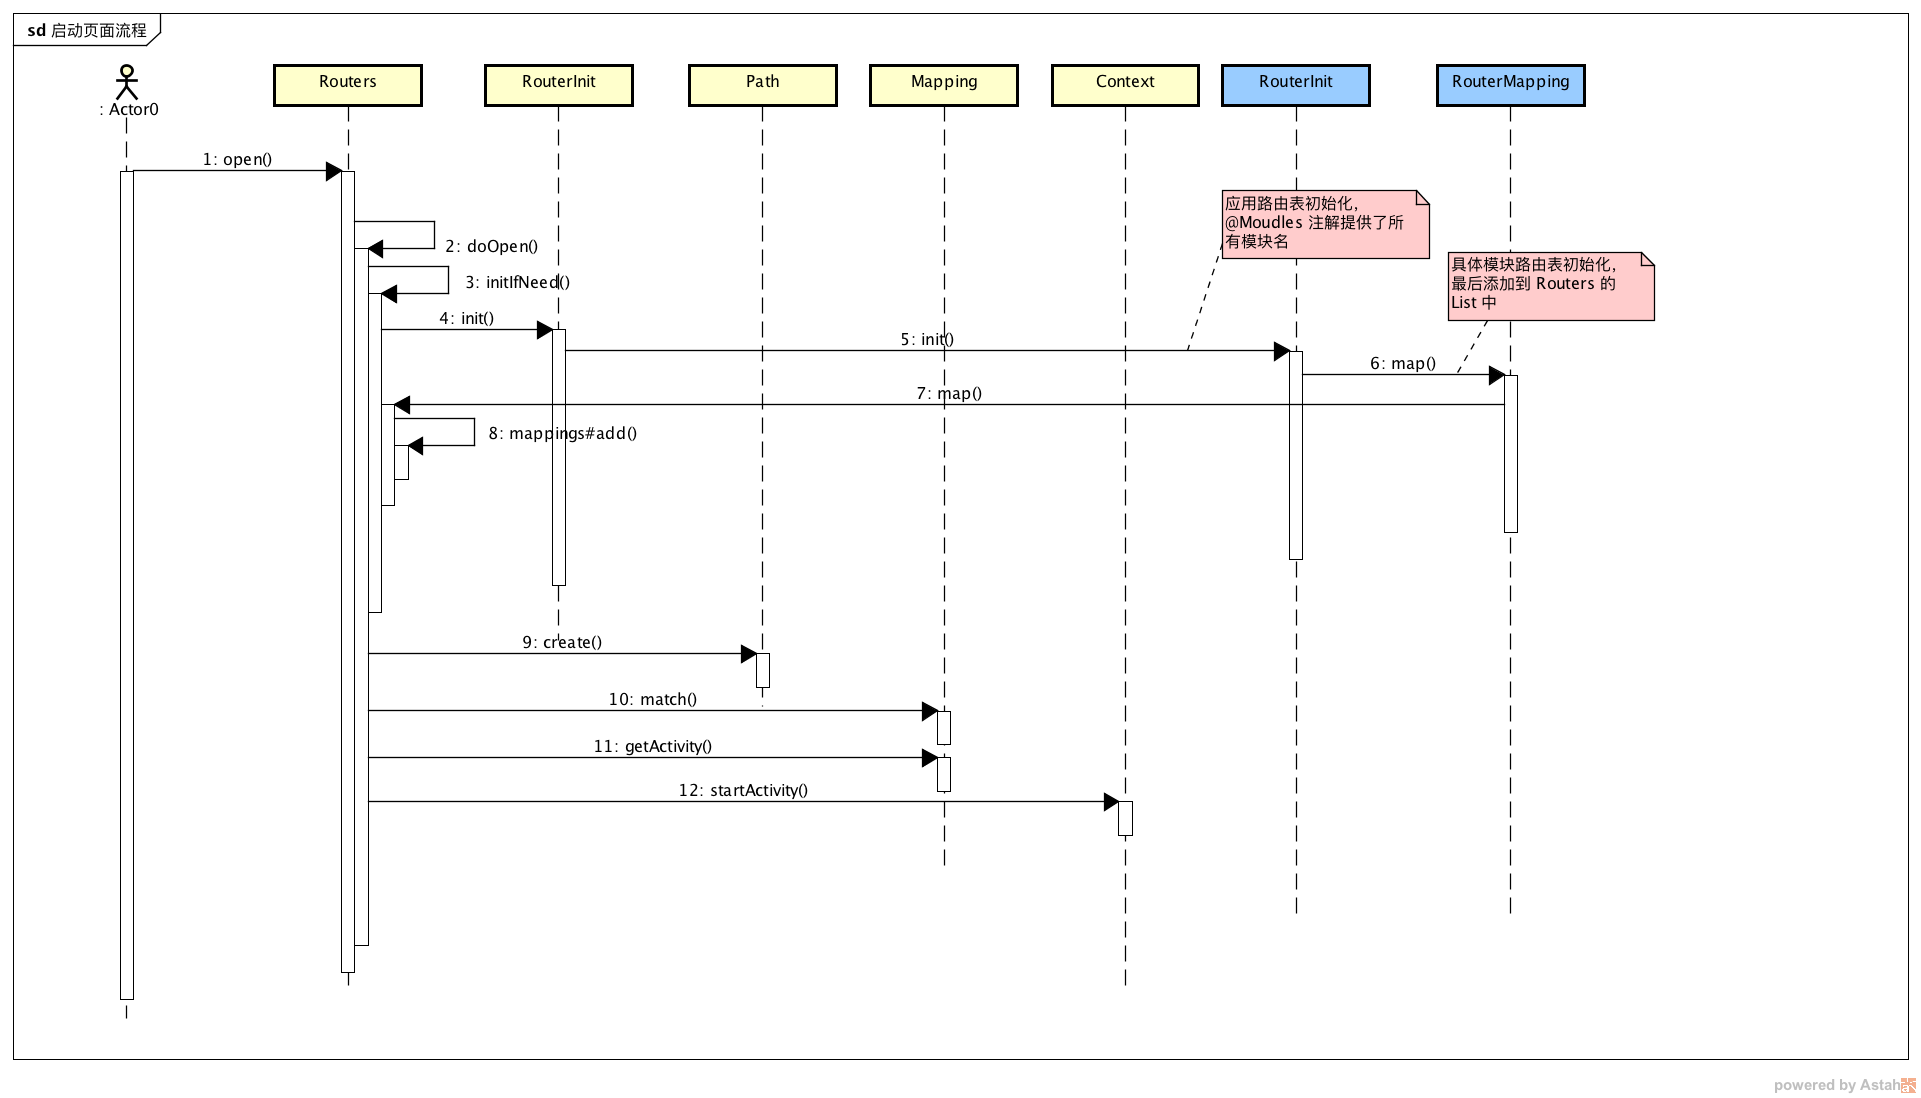 sd 启动页面流程
: Actor0
Routers
RouterInit
Path
Mapping
Context
RouterInit
RouterMapping
1: open()
应用路由表初始化，
@Moudles 注解提供了所
有模块名
2: doOpen()
具体模块路由表初始化，
最后添加到 Routers 的
List 中
3: initIfNeed()
4: init()
5: init()
6: map()
7: map()
8: mappings#add()
9: create()
10: match()
11: getActivity()
12: startActivity()
powered by Astah